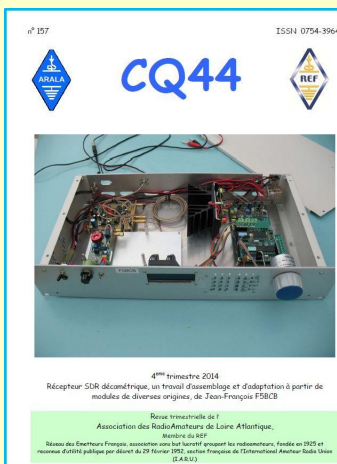 n° 157
ISSN 0754-3964
ARALA
CQ44
REF
F5BCB
4ème trimestre 2014
Récepteur SDR décamétrique, un travail d'assemblage et d'adaptation à partir de
modules de diverses origines, de Jean-François F5BCB
Revue trimestrielle de l'
Association des RadioAmateurs de Loire Atlantique,
Membre du REF
Réseau des Emetteurs Français, association sans but lucratif groupant les radioamateurs, fondée en 1925 et
reconnue d'utilité publique par décret du 29 février 1952, section française de l'International Amateur Radio Union
(I.A.R.U.)